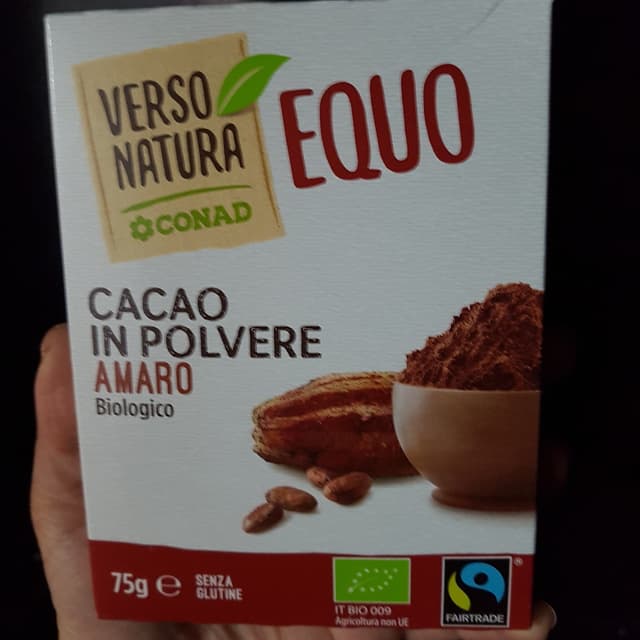 VERSO
NATURA
CONAD
EQUO
CACAO
IN POLVERE
AMARO
Biologico
75g ℮
SENZA
GLUTINE
IT BIO 009
Agricoltura non UE
FAIRTRADE
®